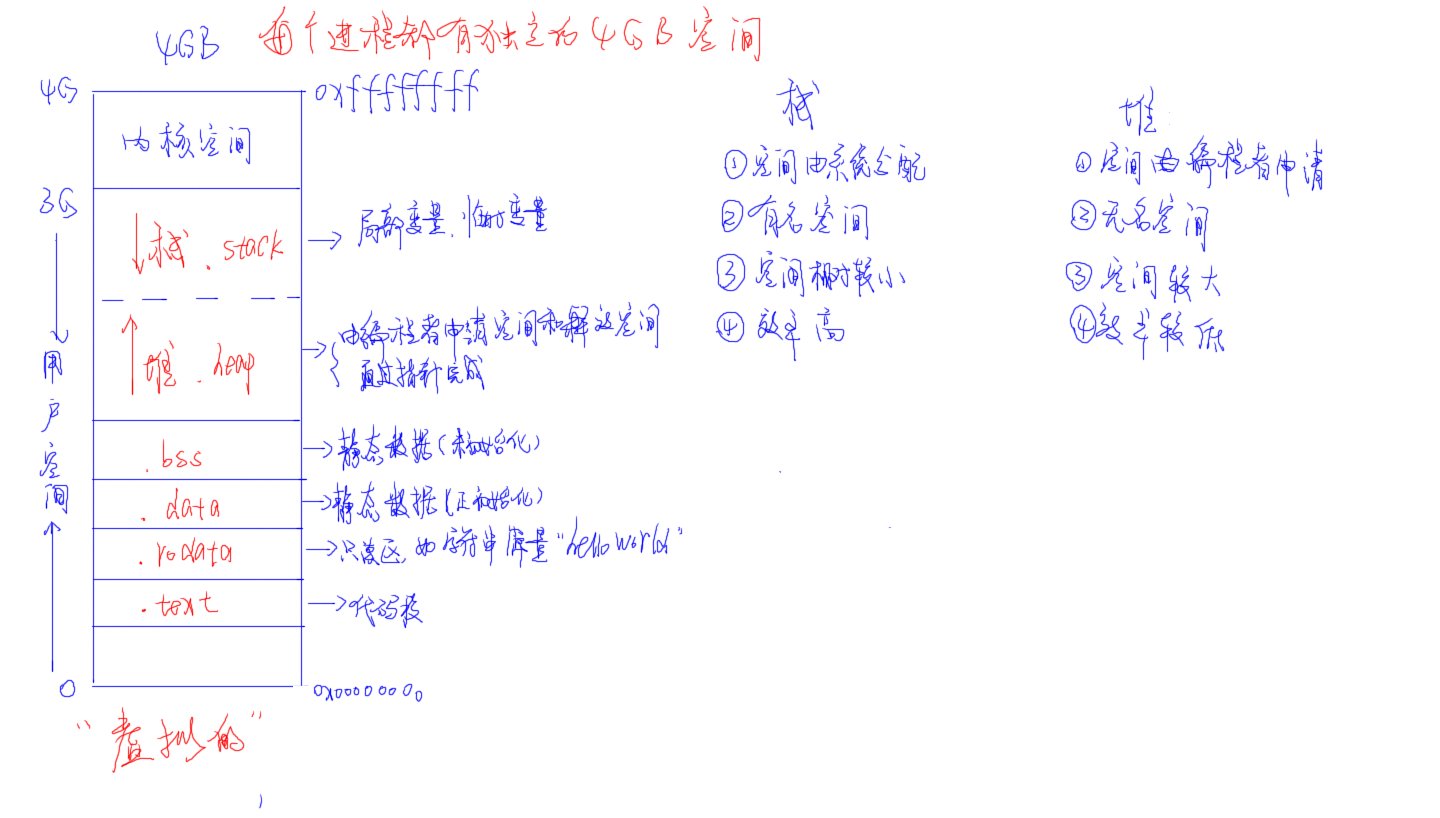 4GB 每个进程都有独立的4GB空间
4G
0xffffffff
内核空间
3G
↓栈 .stack
→局部变量、临时变量
↑堆 .heap
→由编程者申请空间和释放空间
通过指针完成
用户空间
.bss
→静态数据(未初始化)
.data
→静态数据(正初始化)
.rodata
→只读区,如字符串常量"hello world"
.text
→代码段
0
0x00000000
"虚拟的"
栈
①空间由系统分配
②有名空间
③空间相对较小
④效率高
堆
①空间由编程者申请
②无名空间
③空间较大
④效率较低